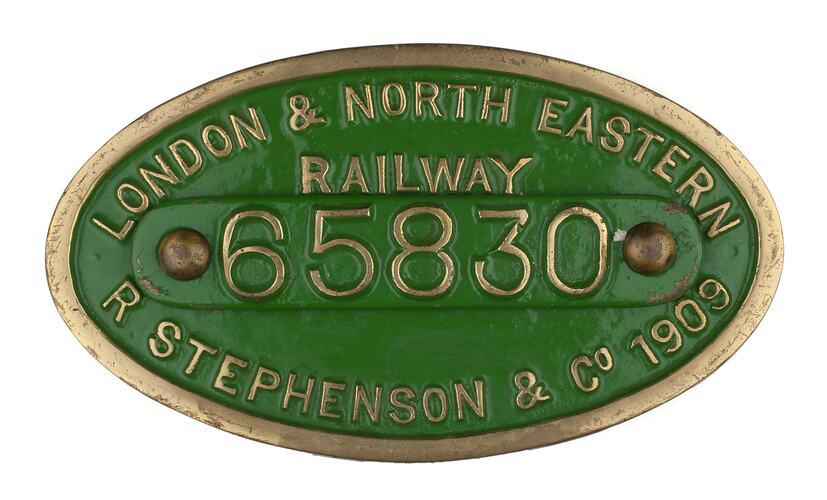 LONDON & NORTH EASTERN
RAILWAY
65830
R STEPHENSON & Co 1909